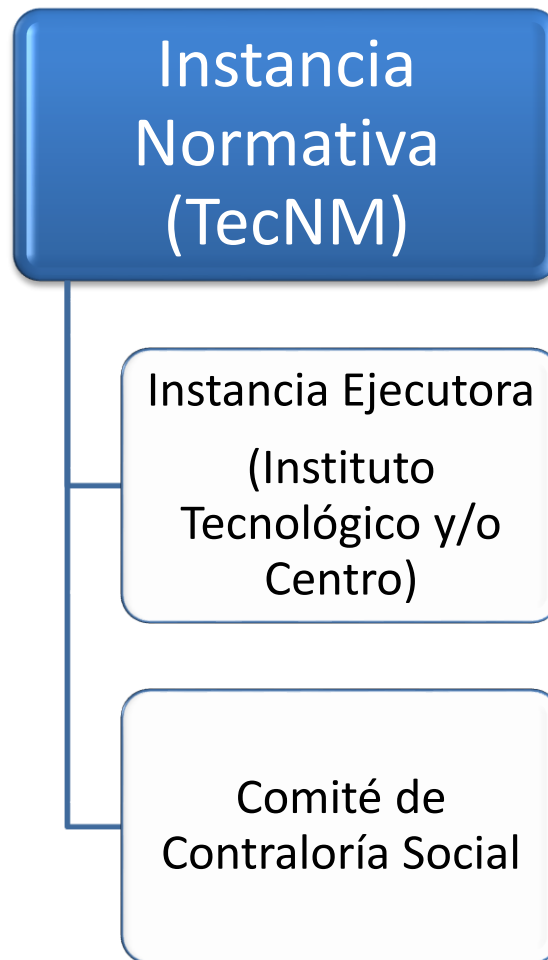 Instancia
Normativa
(TecNM)
Instancia Ejecutora
(Instituto
Tecnológico y/o
Centro)
Comité de
Contraloría Social